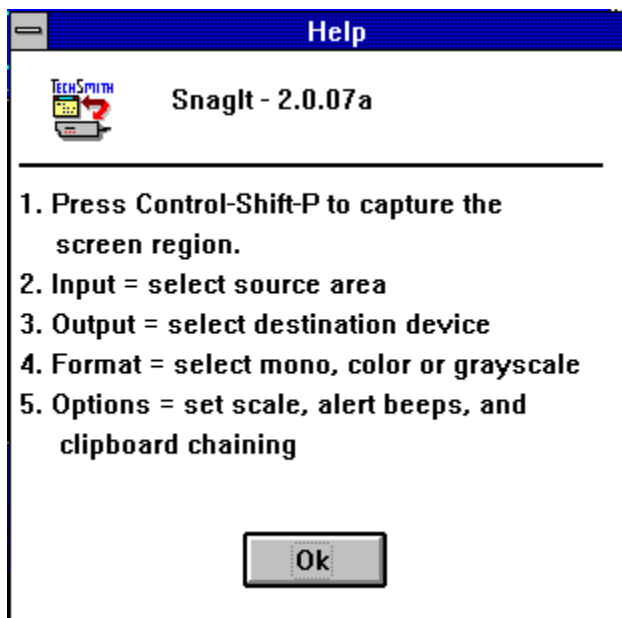 Help
TECHSMITH
SnagIt - 2.0.07a
1. Press Control-Shift-P to capture the
screen region.
2. Input = select source area
3. Output = select destination device
4. Format = select mono, color or grayscale
5. Options = set scale, alert beeps, and
clipboard chaining
Ok